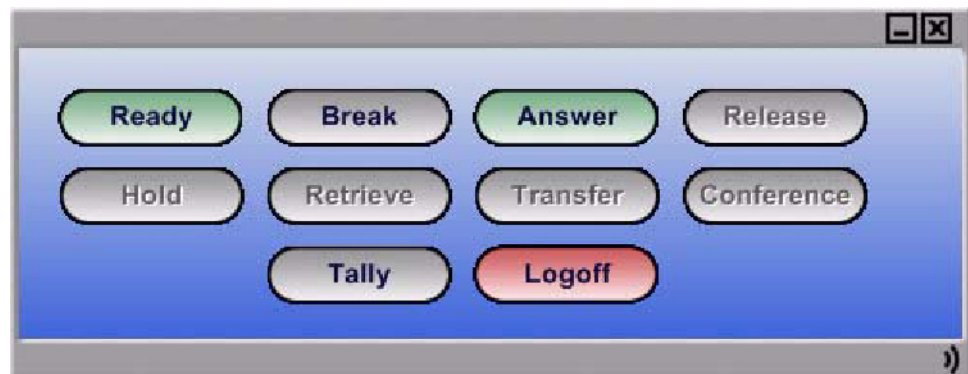 Ready Break Answer Release
Hold Retrieve Transfer Conference
Tally Logoff